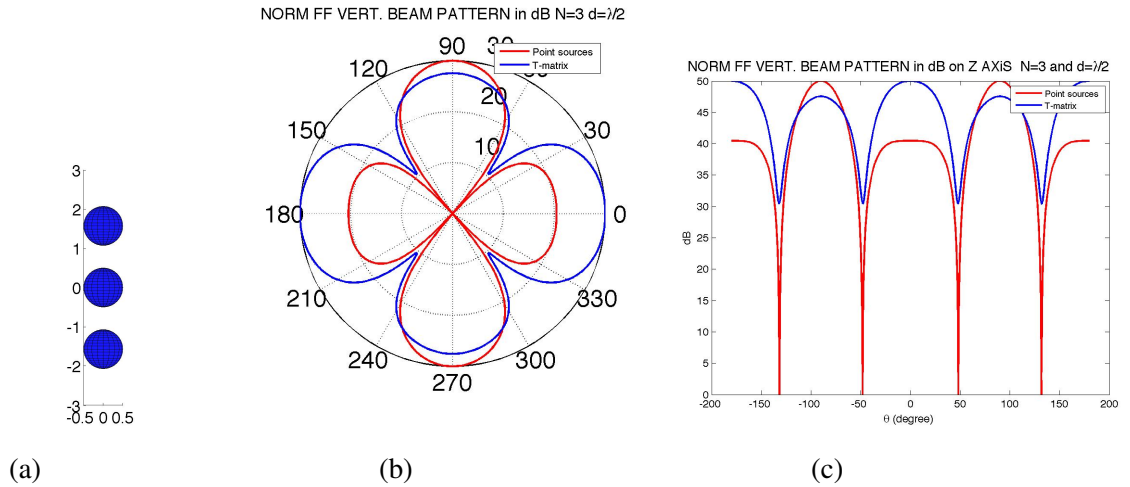 NORM FF VERT. BEAM PATTERN in dB N=3 d=λ/2
90
30
Point sources
T-matrix
120
20
150
10
30
180
0
210
330
240
300
270
3
2
1
0
-1
-2
-3
-0.5 0 0.5
NORM FF VERT. BEAM PATTERN in dB on Z AXiS N=3 and d=λ/2
Point sources
T-matrix
50
45
40
35
30
25
20
15
10
5
0
dB
-200 -150 -100 -50 0 50 100 150 200
θ (degree)
(a)
(b)
(c)